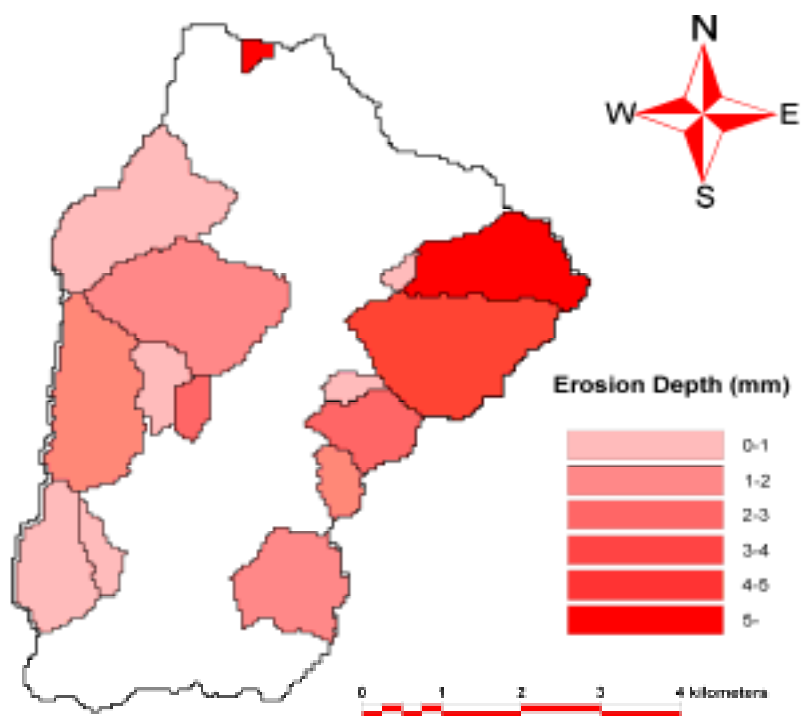 N
W E
S
Erosion Depth (mm)
0-1
1-2
2-3
3-4
4-5
5-
0 1 2 3 4 kilometers